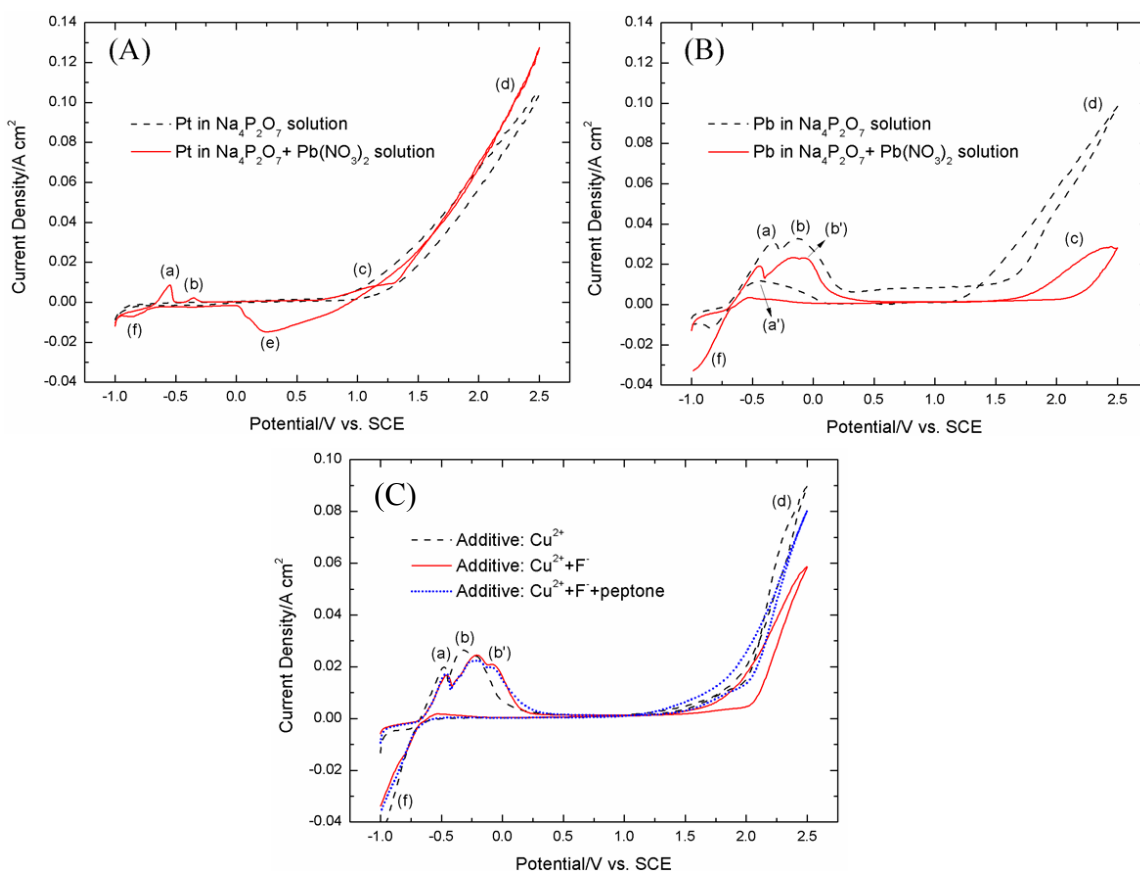 (A)
Pt in Na4P2O7 solution
Pt in Na4P2O7+ Pb(NO3)2 solution
(a)
(b)
(c)
(d)
(e)
(f)
0.14
0.12
0.10
0.08
0.06
0.04
0.02
0.00
-0.02
-0.04
Current Density/A cm2
-1.0 -0.5 0.0 0.5 1.0 1.5 2.0 2.5
Potential/V vs. SCE
(B)
Pb in Na4P2O7 solution
Pb in Na4P2O7+ Pb(NO3)2 solution
(a)
(b)
(b')
(a')
(c)
(d)
(f)
0.14
0.12
0.10
0.08
0.06
0.04
0.02
0.00
-0.02
-0.04
Current Density/A cm2
-1.0 -0.5 0.0 0.5 1.0 1.5 2.0 2.5
Potential/V vs. SCE
(C)
Additive: Cu2+
Additive: Cu2++F-
Additive: Cu2++F-+peptone
(a)
(b)
(b')
(d)
(f)
0.10
0.08
0.06
0.04
0.02
0.00
-0.02
-0.04
Current Density/A cm2
-1.0 -0.5 0.0 0.5 1.0 1.5 2.0 2.5
Potential/V vs. SCE